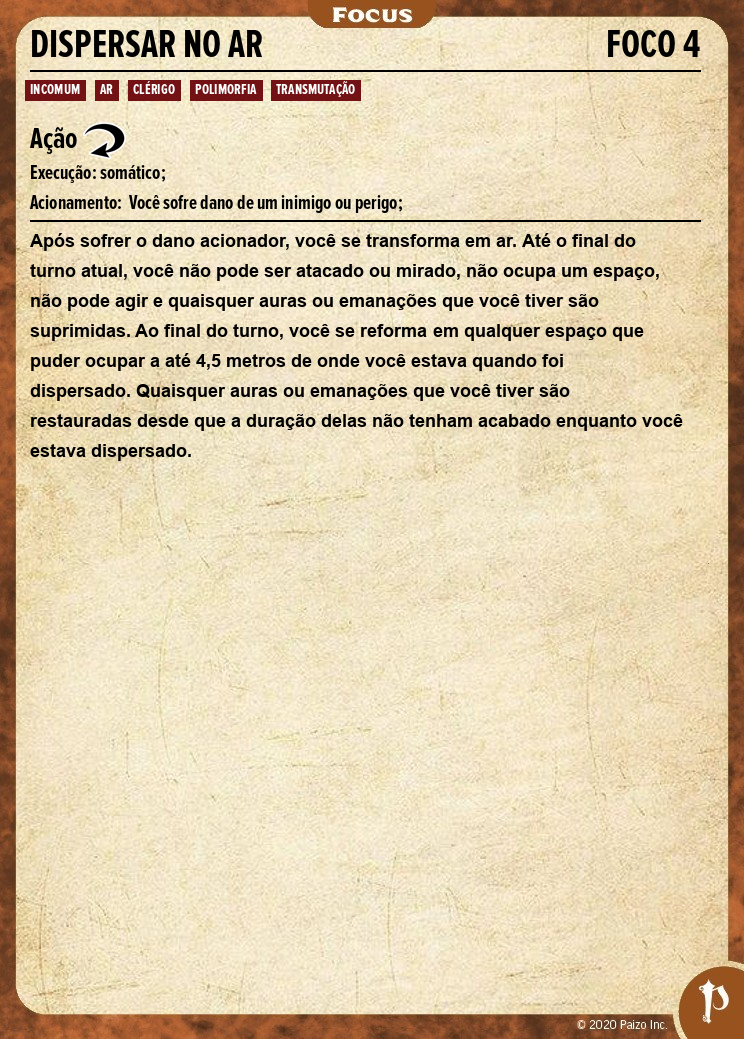 Focus
DISPERSAR NO AR FOCO 4
INCOMUM AR CLÉRIGO POLIMORFIA TRANSMUTAÇÃO
Ação
Execução: somático;
Acionamento: Você sofre dano de um inimigo ou perigo;
Após sofrer o dano acionador, você se transforma em ar. Até o final do
turno atual, você não pode ser atacado ou mirado, não ocupa um espaço,
não pode agir e quaisquer auras ou emanações que você tiver são
suprimidas. Ao final do turno, você se reforma em qualquer espaço que
puder ocupar a até 4,5 metros de onde você estava quando foi
dispersado. Quaisquer auras ou emanações que você tiver são
restauradas desde que a duração delas não tenham acabado enquanto você
estava dispersado.
© 2020 Paizo Inc.
P